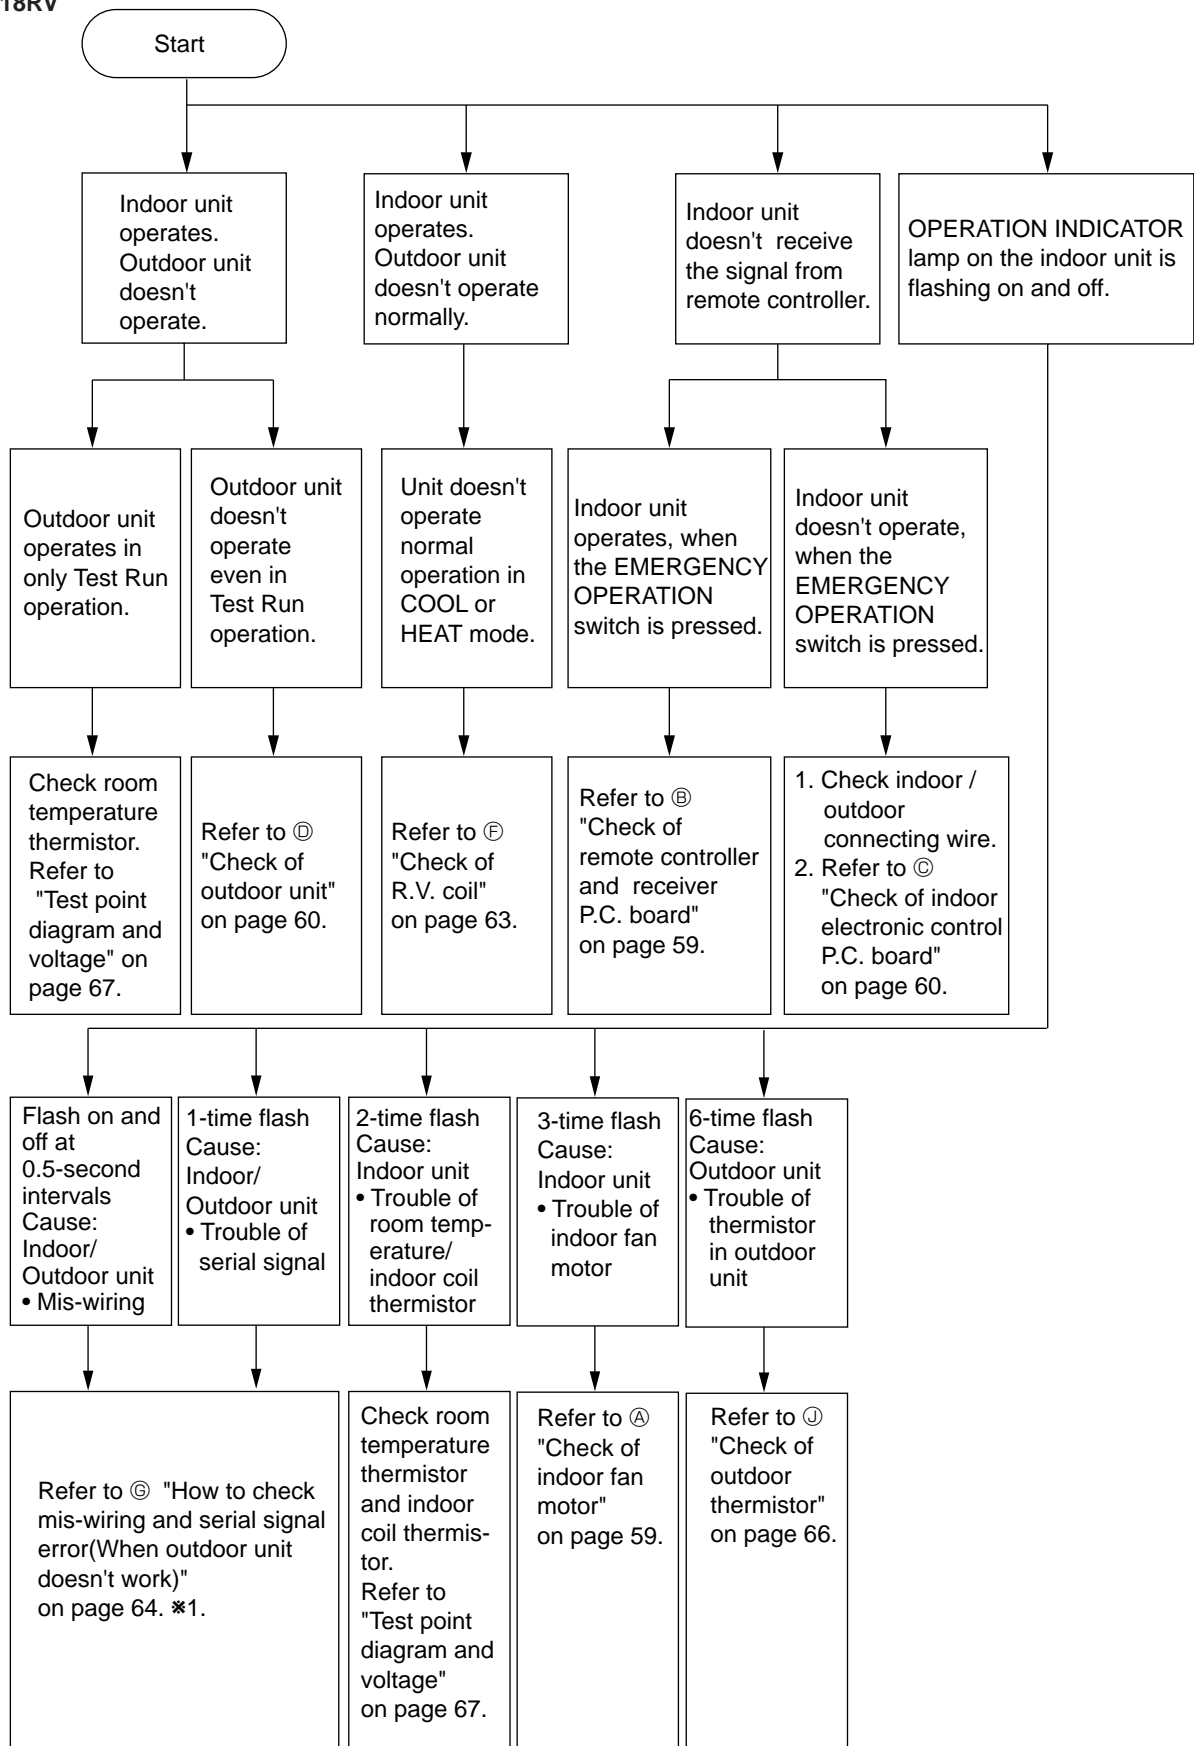 18RV
Start
Indoor unit
operates.
Outdoor unit
doesn't
operate.
Indoor unit
operates.
Outdoor unit
doesn't operate
normally.
Indoor unit
doesn't receive
the signal from
remote controller.
OPERATION INDICATOR
lamp on the indoor unit is
flashing on and off.
Outdoor unit
operates in
only Test Run
operation.
Outdoor unit
doesn't
operate
even in
Test Run
operation.
Unit doesn't
operate
normal
operation in
COOL or
HEAT mode.
Indoor unit
operates, when
the EMERGENCY
OPERATION
switch is pressed.
Indoor unit
doesn't operate,
when the
EMERGENCY
OPERATION
switch is pressed.
Check room
temperature
thermistor.
Refer to
"Test point
diagram and
voltage" on
page 67.
Refer to Ⓓ
"Check of
outdoor unit"
on page 60.
Refer to Ⓕ
"Check of
R.V. coil"
on page 63.
Refer to Ⓑ
"Check of
remote controller
and receiver
P.C. board"
on page 59.
1. Check indoor /
outdoor
connecting wire.
2. Refer to Ⓒ
"Check of indoor
electronic control
P.C. board"
on page 60.
Flash on and
off at
0.5-second
intervals
Cause:
Indoor/
Outdoor unit
• Mis-wiring
1-time flash
Cause:
Indoor/
Outdoor unit
• Trouble of
serial signal
2-time flash
Cause:
Indoor unit
• Trouble of
room temp-
erature/
indoor coil
thermistor
3-time flash
Cause:
Indoor unit
• Trouble of
indoor fan
motor
6-time flash
Cause:
Outdoor unit
• Trouble of
thermistor
in outdoor
unit
Refer to Ⓖ "How to check
mis-wiring and serial signal
error(When outdoor unit
doesn't work)"
on page 64. ※1.
Check room
temperature
thermistor
and indoor
coil thermis-
tor.
Refer to
"Test point
diagram and
voltage"
on page 67.
Refer to Ⓐ
"Check of
indoor fan
motor"
on page 59.
Refer to Ⓙ
"Check of
outdoor
thermistor"
on page 66.